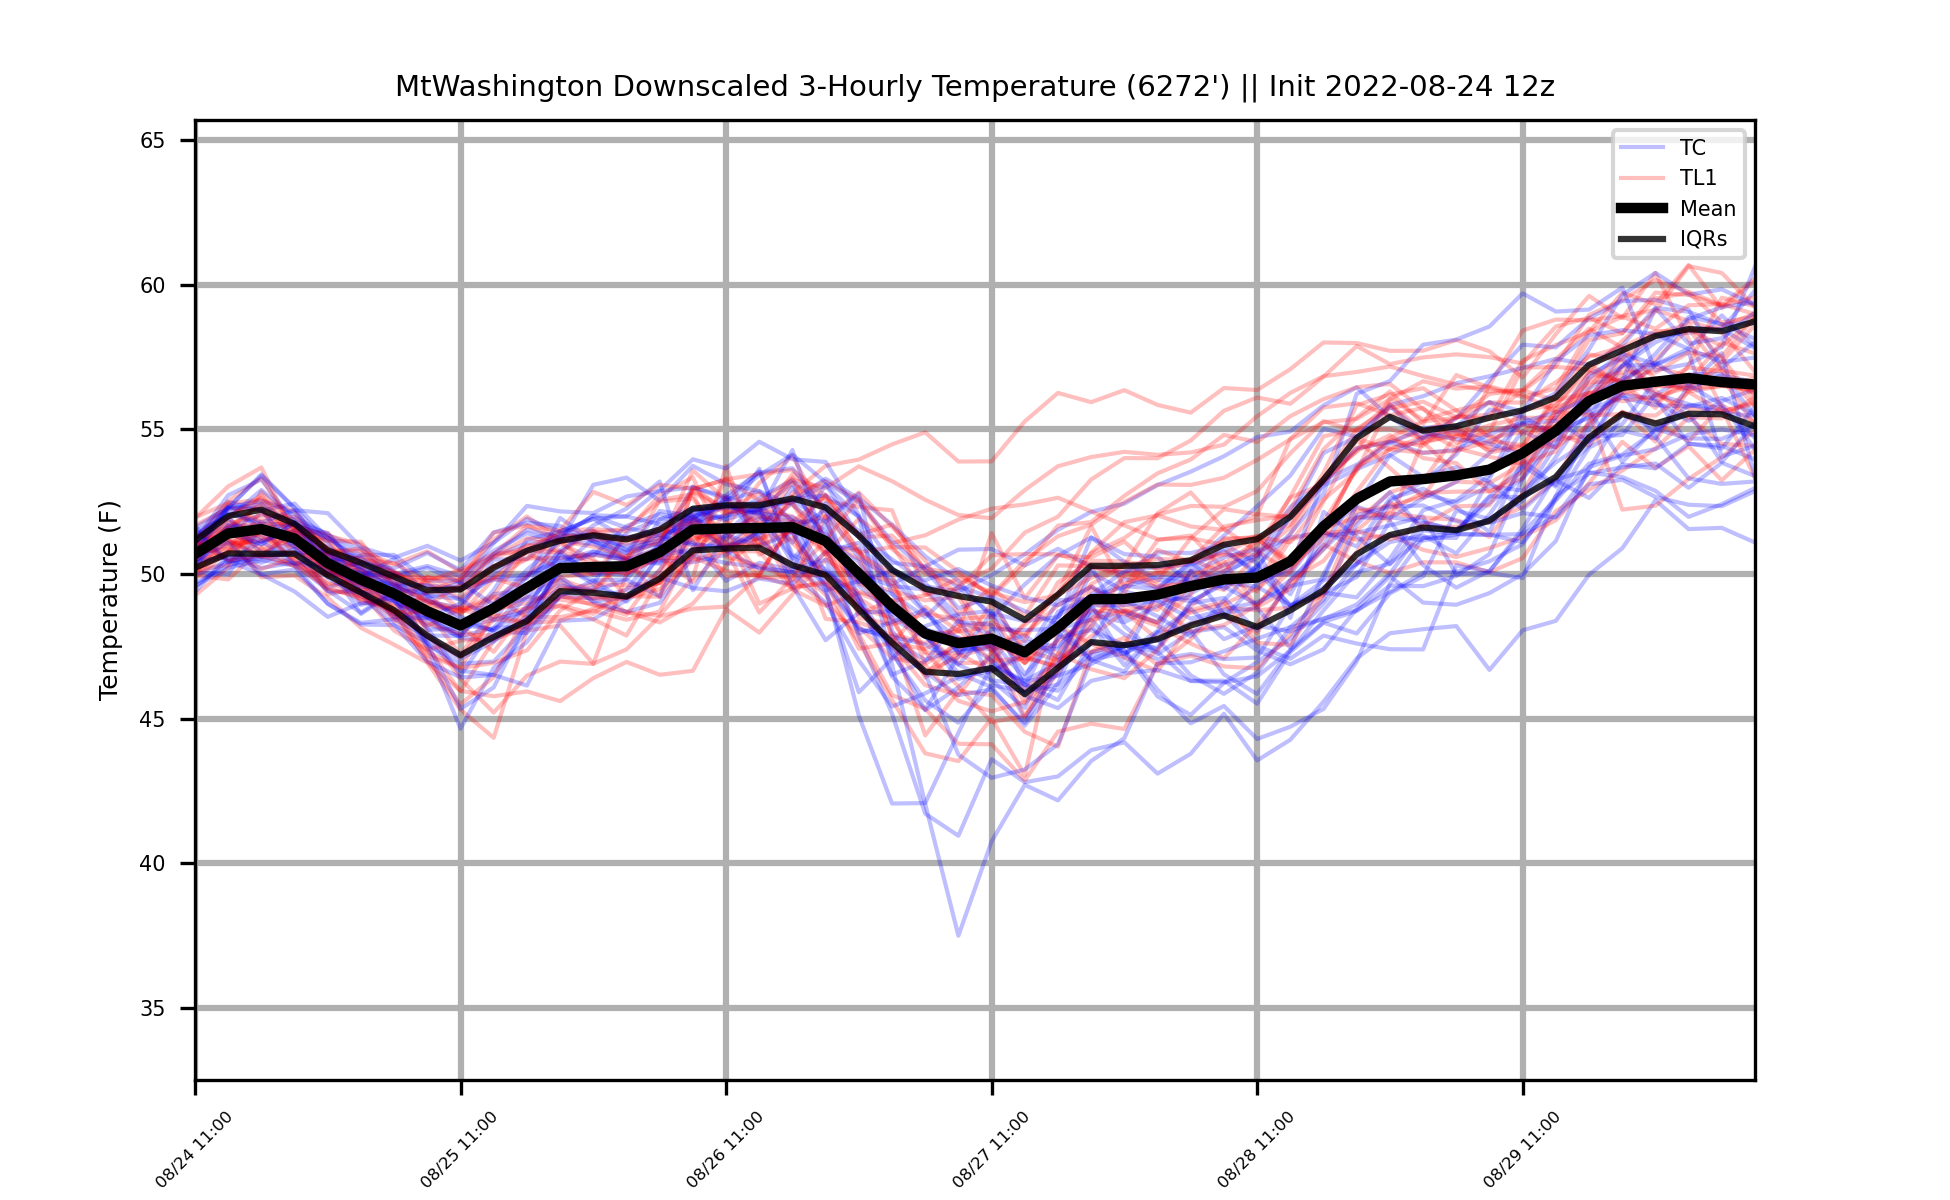 MtWashington Downscaled 3-Hourly Temperature (6272') || Init 2022-08-24 12z
TC
TL1
Mean
IQRs
Temperature (F)
65
60
55
50
45
40
35
08/24 11:00
08/25 11:00
08/26 11:00
08/27 11:00
08/28 11:00
08/29 11:00